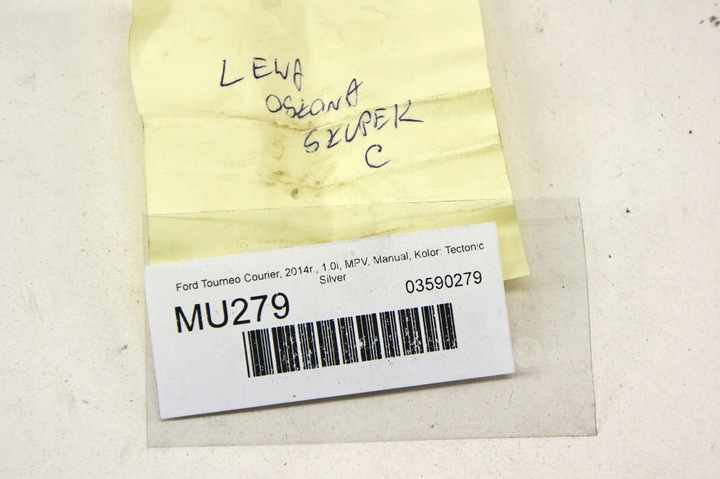 LEWA
OSŁONA
SŁUPEK
C
Ford Tourneo Courier, 2014r., 1.0i, MPV, Manual, Kolor: Tectonic
Silver
MU279
03590279